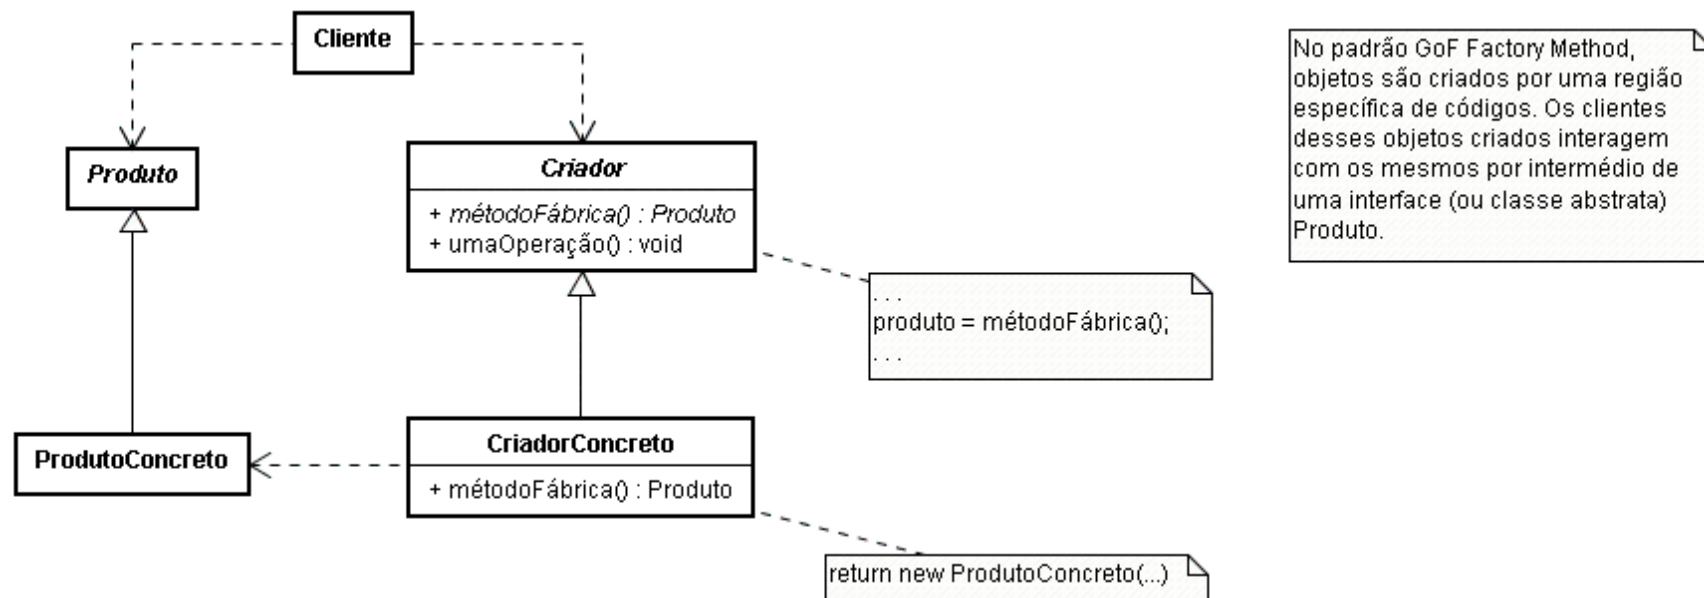 Cliente
No padrão GoF Factory Method,
objetos são criados por uma região
específica de códigos. Os clientes
desses objetos criados interagem
com os mesmos por intermédio de
uma interface (ou classe abstrata)
Produto.
Produto
Criador
+ métodoFábrica() : Produto
+ umaOperação() : void
. . .
produto = métodoFábrica();
. . .
ProdutoConcreto
CriadorConcreto
+ métodoFábrica() : Produto
return new ProdutoConcreto(...)